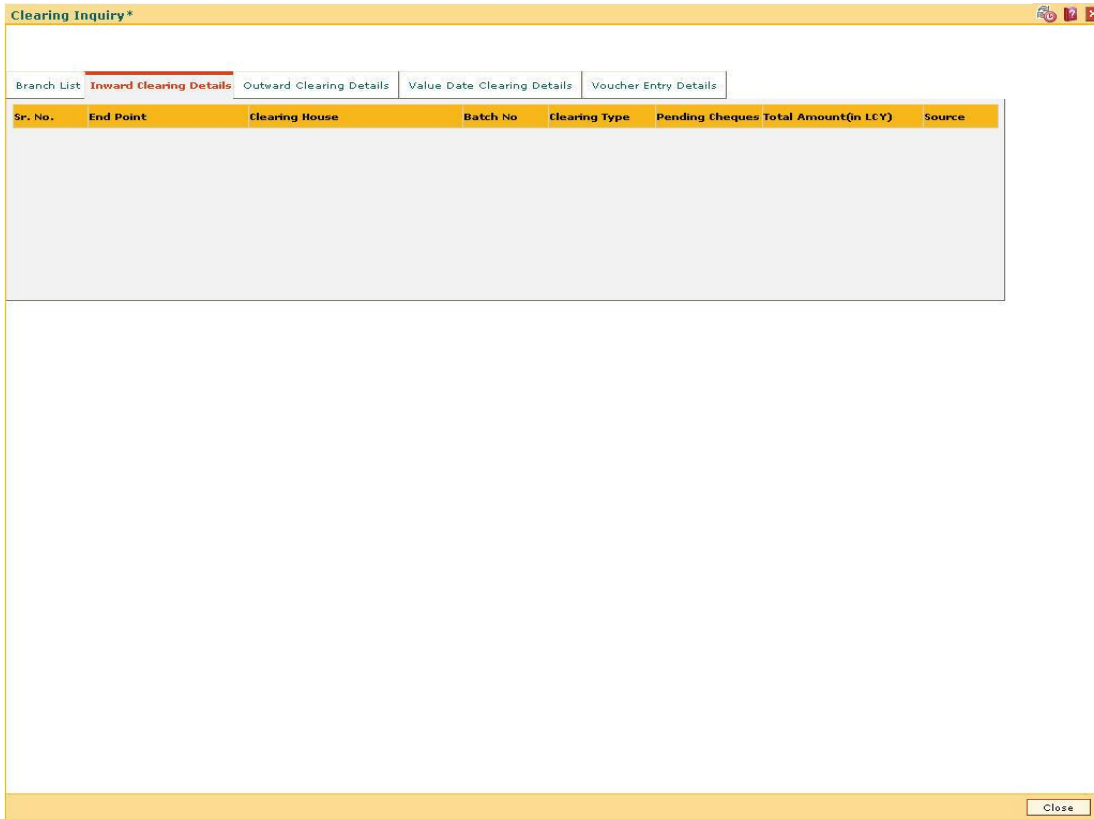 Clearing Inquiry*
Branch List Inward Clearing Details Outward Clearing Details Value Date Clearing Details Voucher Entry Details
Sr. No. End Point Clearing House Batch No Clearing Type Pending Cheques Total Amount(in LCY) Source
Close